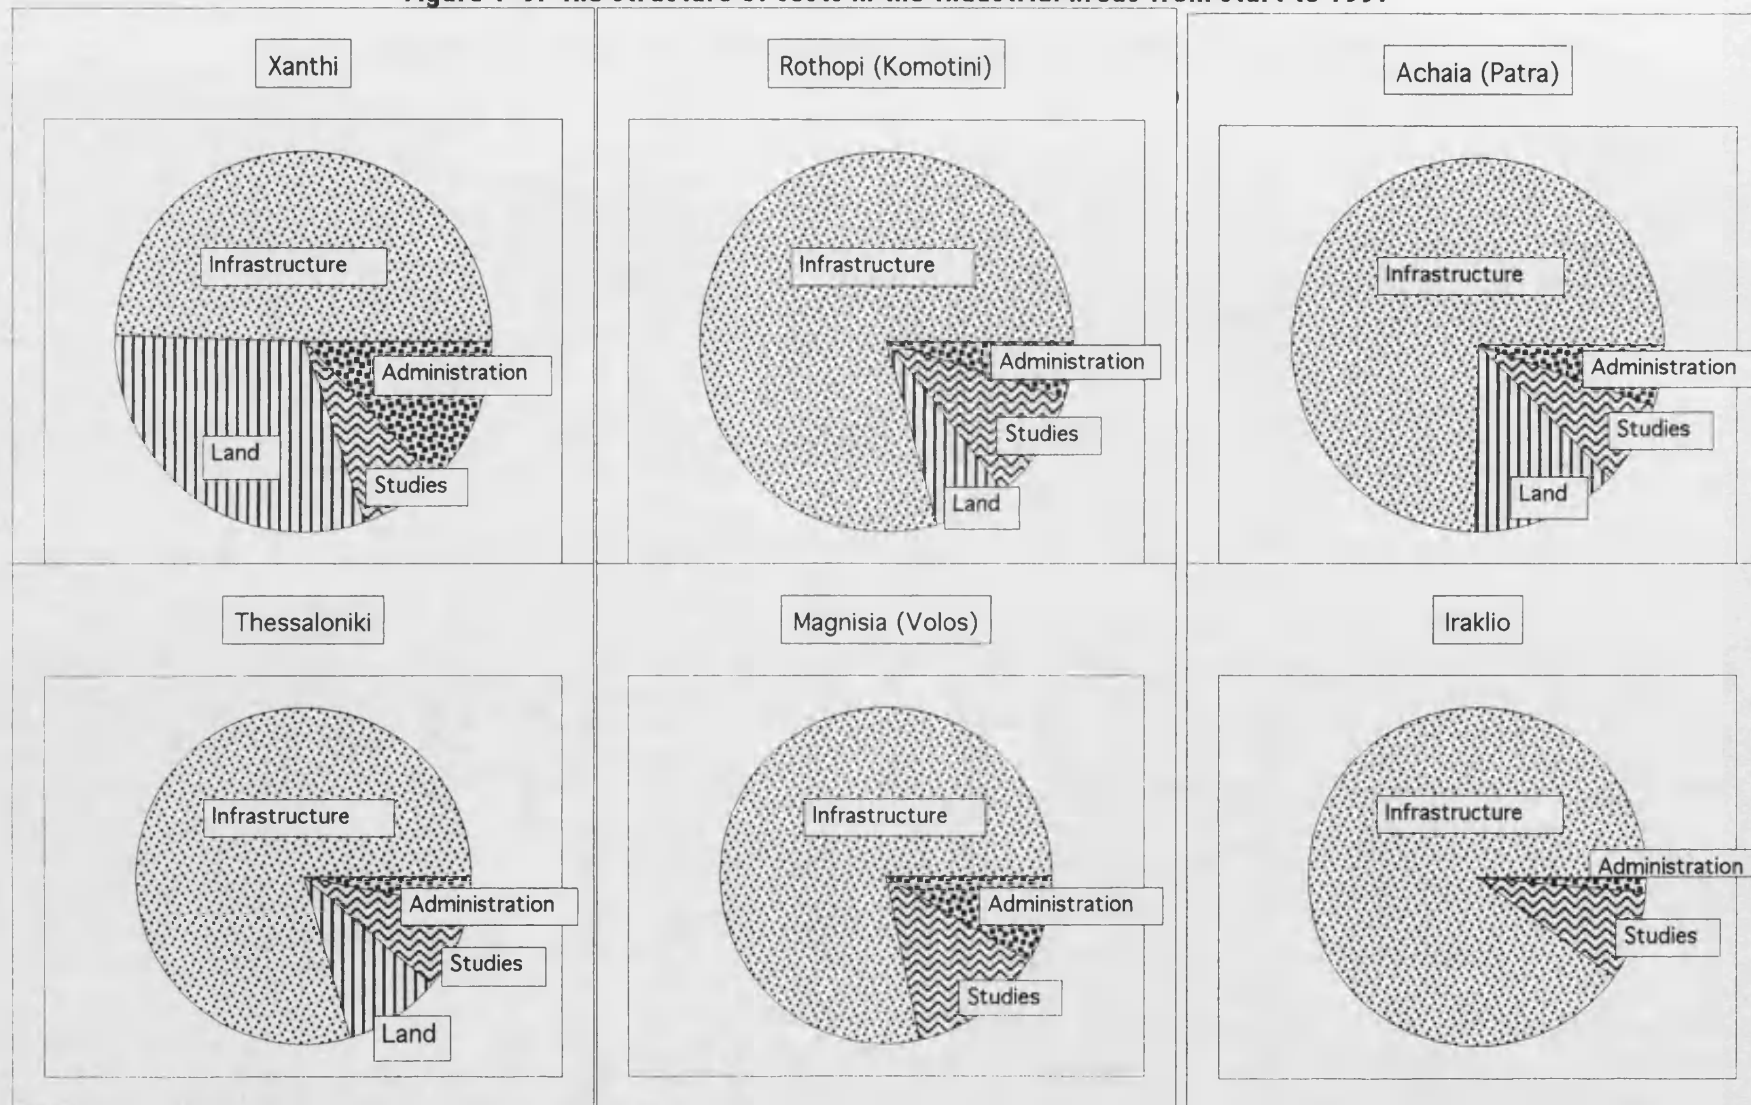 Xanthi
Infrastructure
Administration
Land
Studies
Rothopi (Komotini)
Infrastructure
Administration
Studies
Land
Achaia (Patra)
Infrastructure
Administration
Studies
Land
Thessaloniki
Infrastructure
Administration
Studies
Land
Magnisia (Volos)
Infrastructure
Administration
Studies
Iraklio
Infrastructure
Administration
Studies